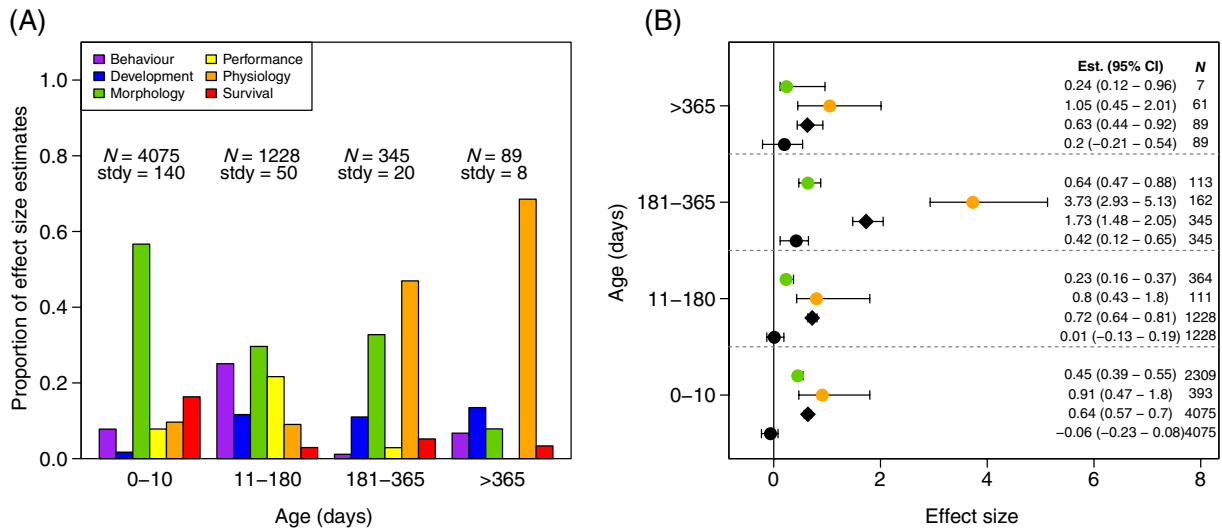 (A)
Behaviour
Development
Morphology
Performance
Physiology
Survival
1.0
0.8
0.6
0.4
0.2
0.0
Proportion of effect size estimates
N = 4075
stdy = 140
N = 1228
stdy = 50
N = 345
stdy = 20
N = 89
stdy = 8
0−10
11−180
181−365
>365
Age (days)
(B)
Est. (95% CI) N
0.24 (0.12 − 0.96) 7
1.05 (0.45 − 2.01) 61
0.63 (0.44 − 0.92) 89
0.2 (−0.21 − 0.54) 89
0.64 (0.47 − 0.88) 113
3.73 (2.93 − 5.13) 162
1.73 (1.48 − 2.05) 345
0.42 (0.12 − 0.65) 345
0.23 (0.16 − 0.37) 364
0.8 (0.43 − 1.8) 111
0.72 (0.64 − 0.81) 1228
0.01 (−0.13 − 0.19) 1228
0.45 (0.39 − 0.55) 2309
0.91 (0.47 − 1.8) 393
0.64 (0.57 − 0.7) 4075
−0.06 (−0.23 − 0.08) 4075
>365
181−365
11−180
0−10
Age (days)
0 2 4 6 8
Effect size